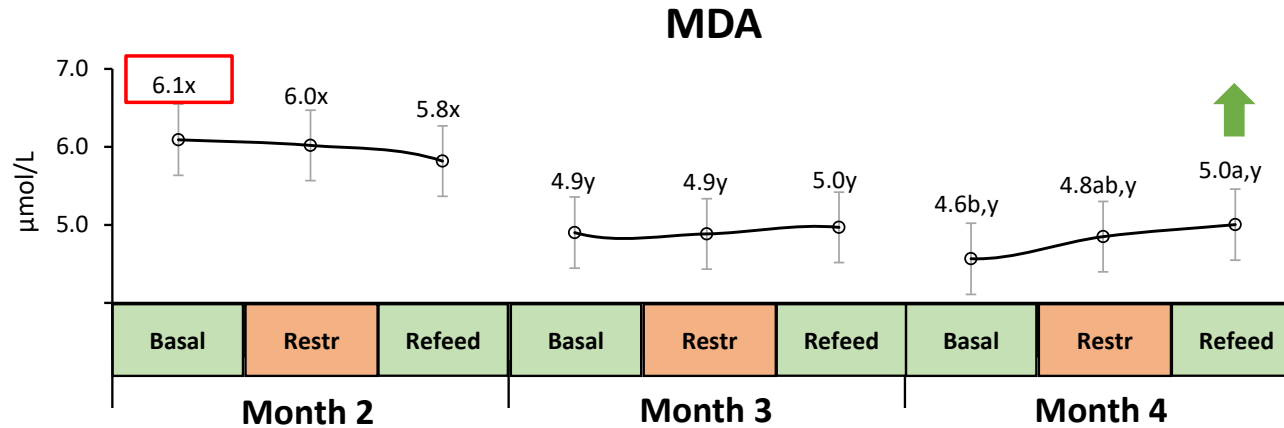 MDA
7.0
6.0
5.0
µmol/L
6.1x
6.0x
5.8x
4.9y
4.9y
5.0y
4.6b,y
4.8ab,y
5.0a,y
Basal Restr Refeed Basal Restr Refeed Basal Restr Refeed
Month 2 Month 3 Month 4